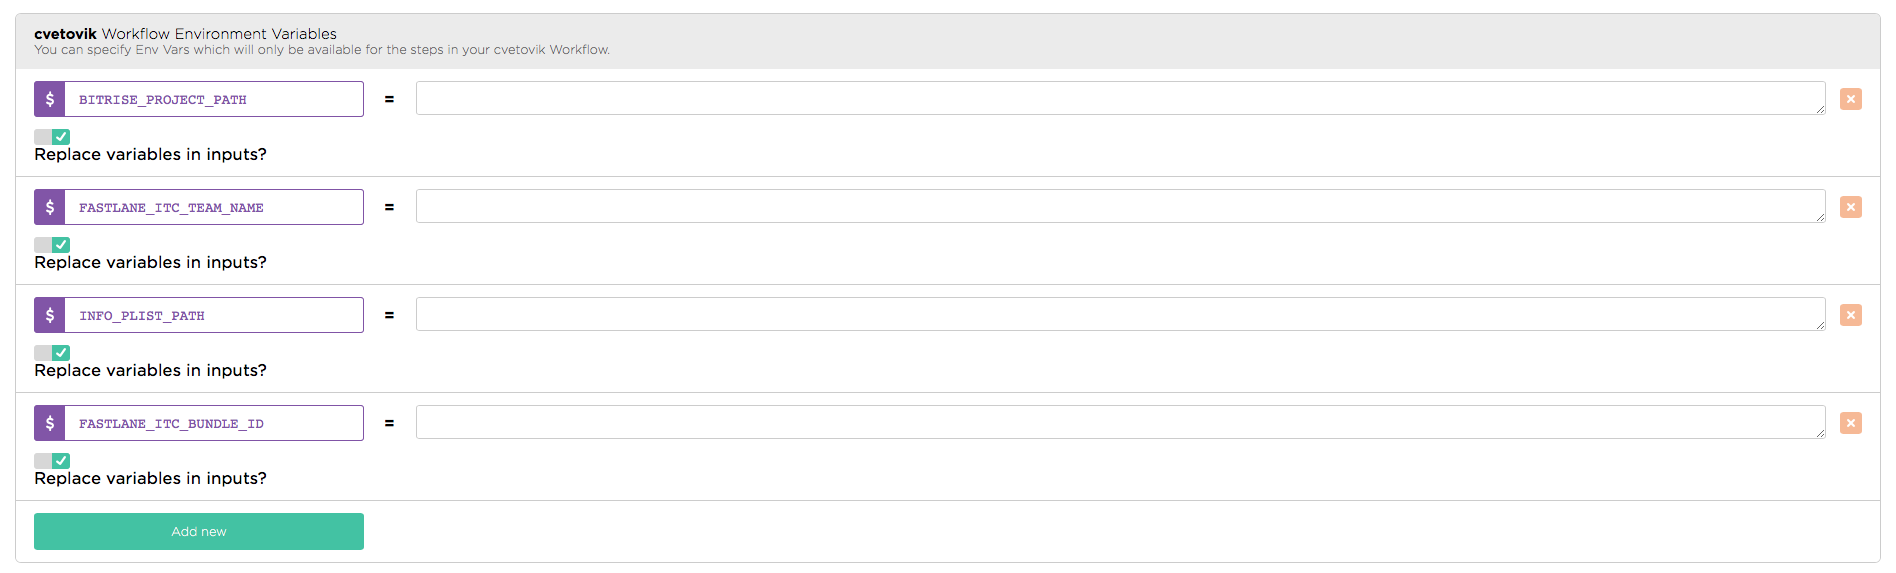 cvetovik Workflow Environment Variables
You can specify Env Vars which will only be available for the steps in your cvetovik Workflow.
$ BITRISE_PROJECT_PATH =
Replace variables in inputs?
$ FASTLANE_ITC_TEAM_NAME =
Replace variables in inputs?
$ INFO_PLIST_PATH =
Replace variables in inputs?
$ FASTLANE_ITC_BUNDLE_ID =
Replace variables in inputs?
Add new